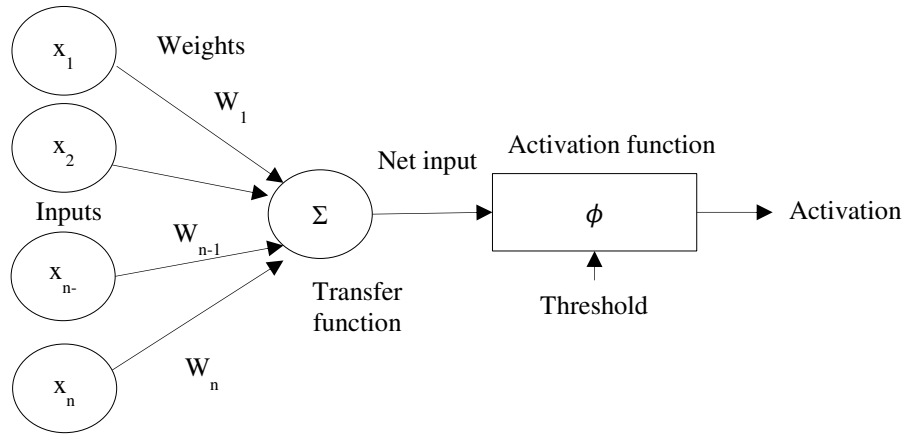 x1
Weights
W1
x2
Net input
Activation function
Inputs
Σ
ϕ
Activation
Wn-1
xn-
Transfer
function
Threshold
Wn
xn